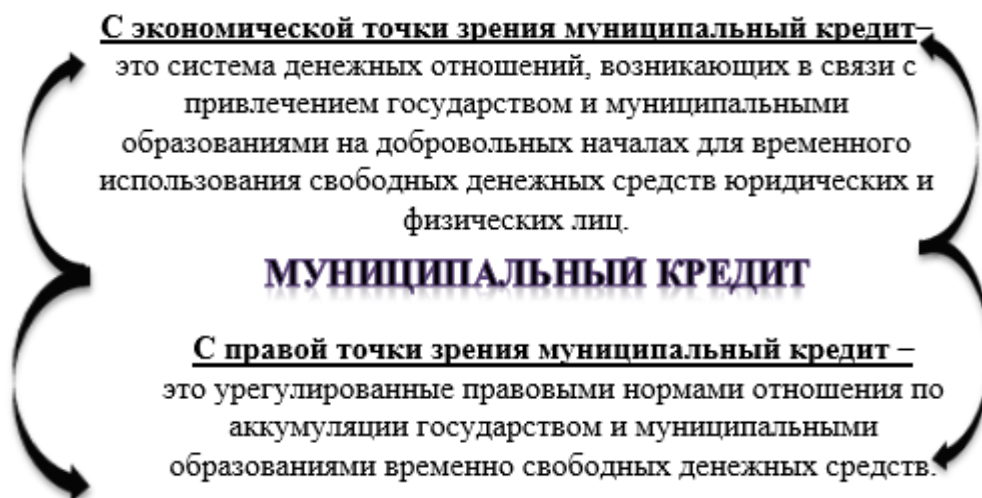 С экономической точки зрения муниципальный кредит–
это система денежных отношений, возникающих в связи с
привлечением государством и муниципальными
образованиями на добровольных началах для временного
использования свободных денежных средств юридических и
физических лиц.
МУНИЦИПАЛЬНЫЙ КРЕДИТ
С правой точки зрения муниципальный кредит –
это урегулированные правовыми нормами отношения по
аккумуляции государством и муниципальными
образованиями временно свободных денежных средств.